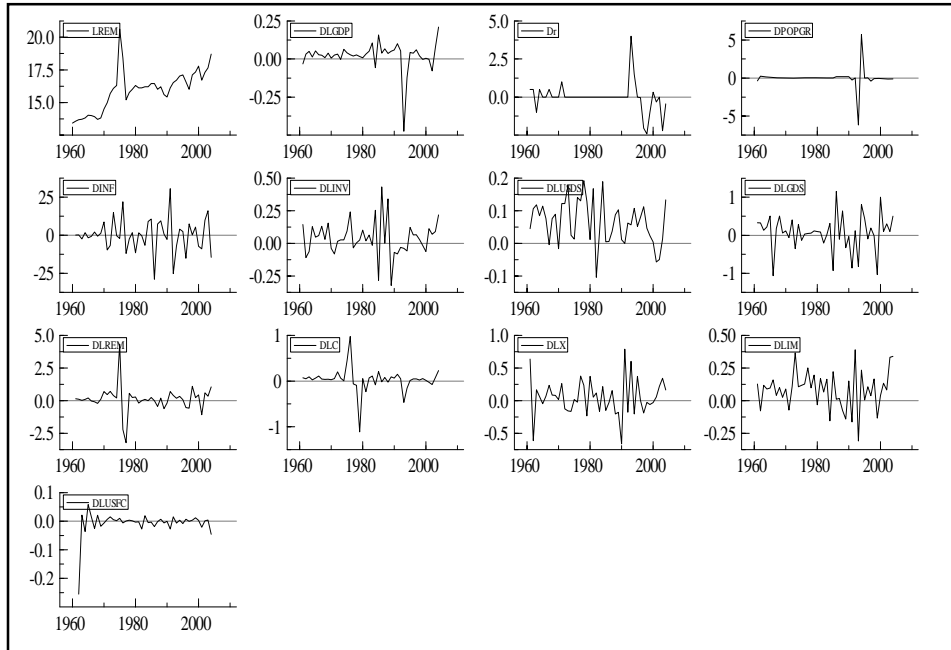 LREM
20.0
17.5
15.0
1960 1980 2000
DLGDP
0.25
0.00
-0.25
1960 1980 2000
Dr
5.0
2.5
0.0
1960 1980 2000
DPOPGR
5
0
-5
1960 1980 2000
DINF
25
0
-25
1960 1980 2000
DLINV
0.50
0.25
0.00
-0.25
1960 1980 2000
DLUSDS
0.2
0.1
0.0
-0.1
1960 1980 2000
DLGDS
1
0
-1
1960 1980 2000
DLREM
5.0
2.5
0.0
-2.5
1960 1980 2000
DLC
1
0
-1
1960 1980 2000
DLX
1.0
0.5
0.0
-0.5
1960 1980 2000
DLIM
0.50
0.25
0.00
-0.25
1960 1980 2000
DLUSFC
0.1
0.0
-0.1
-0.2
1960 1980 2000